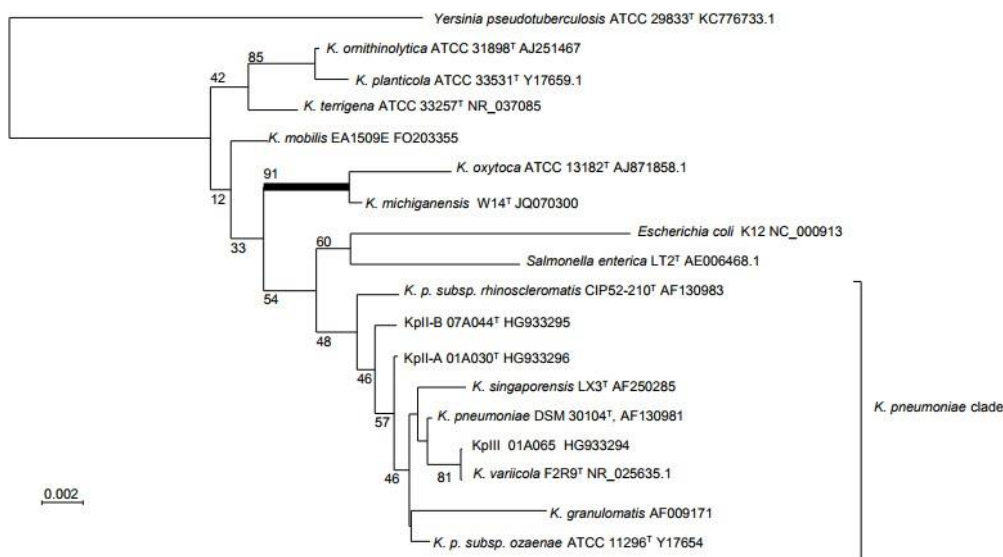 Yersinia pseudotuberculosis ATCC 29833ᵀ KC776733.1
K. ornithinolytica ATCC 31898ᵀ AJ251467
85
K. planticola ATCC 33531ᵀ Y17659.1
42
K. terrigena ATCC 33257ᵀ NR_037085
K. mobilis EA1509E FO203355
K. oxytoca ATCC 13182ᵀ AJ871858.1
91
12
K. michiganensis W14ᵀ JQ070300
Escherichia coli K12 NC_000913
33
60
Salmonella enterica LT2ᵀ AE006468.1
54
K. p. subsp. rhinoscleromatis CIP52-210ᵀ AF130983
KpII-B 07A044ᵀ HG933295
48
KpII-A 01A030ᵀ HG933296
46
K. singaporensis LX3ᵀ AF250285
K. pneumoniae clade
K. pneumoniae DSM 30104ᵀ, AF130981
57
KpIII 01A065 HG933294
46
81
K. variicola F2R9ᵀ NR_025635.1
0.002
K. granulomatis AF009171
K. p. subsp. ozaenae ATCC 11296ᵀ Y17654